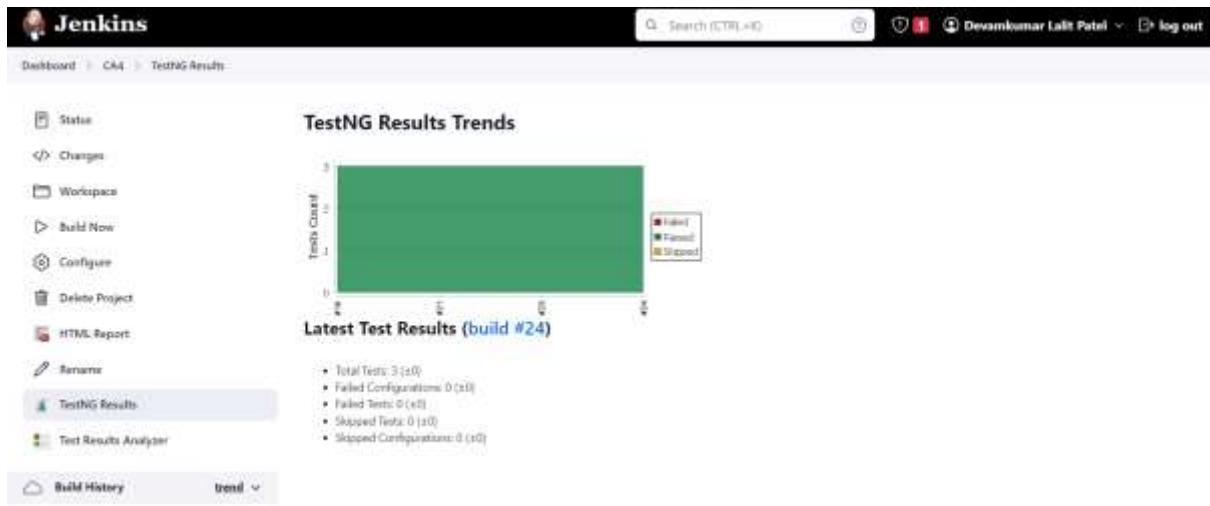 Jenkins
Search (CTRL+K)
1
Devamkumar Lalit Patel
log out
Dashboard
CA4
TestNG Results
Status
Changes
Workspace
Build Now
Configure
Delete Project
HTML Report
Rename
TestNG Results
Test Results Analyzer
Build History
trend
TestNG Results Trends
3
2
1
0
Tests Count
#21
#24
Failed
Passed
Skipped
Latest Test Results (build #24)
Total Tests: 3 (±0)
Failed Configurations: 0 (±0)
Failed Tests: 0 (±0)
Skipped Tests: 0 (±0)
Skipped Configurations: 0 (±0)